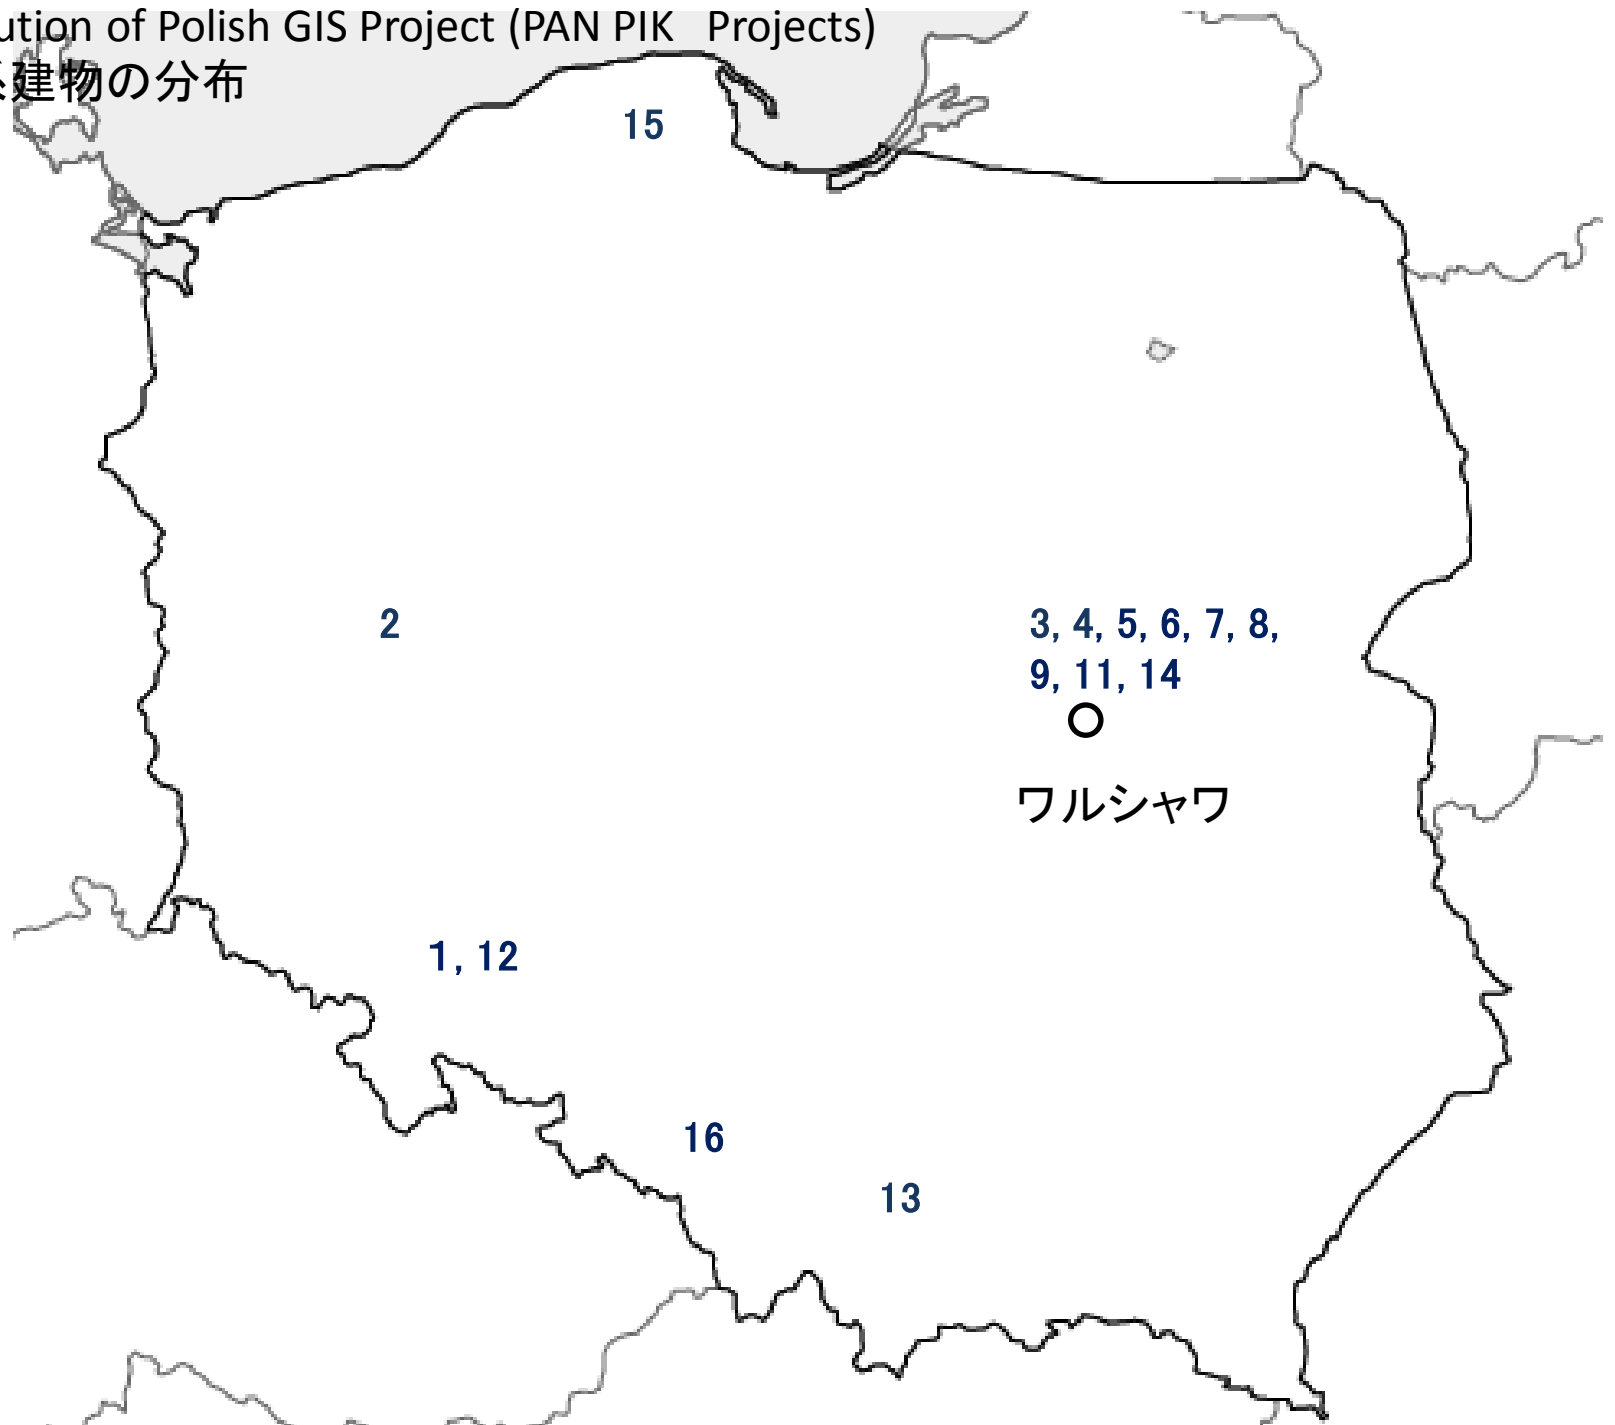 ution of Polish GIS Project (PAN PIK Projects)
系建物の分布
15
2
3, 4, 5, 6, 7, 8,
9, 11, 14
ワルシャワ
1, 12
16
13